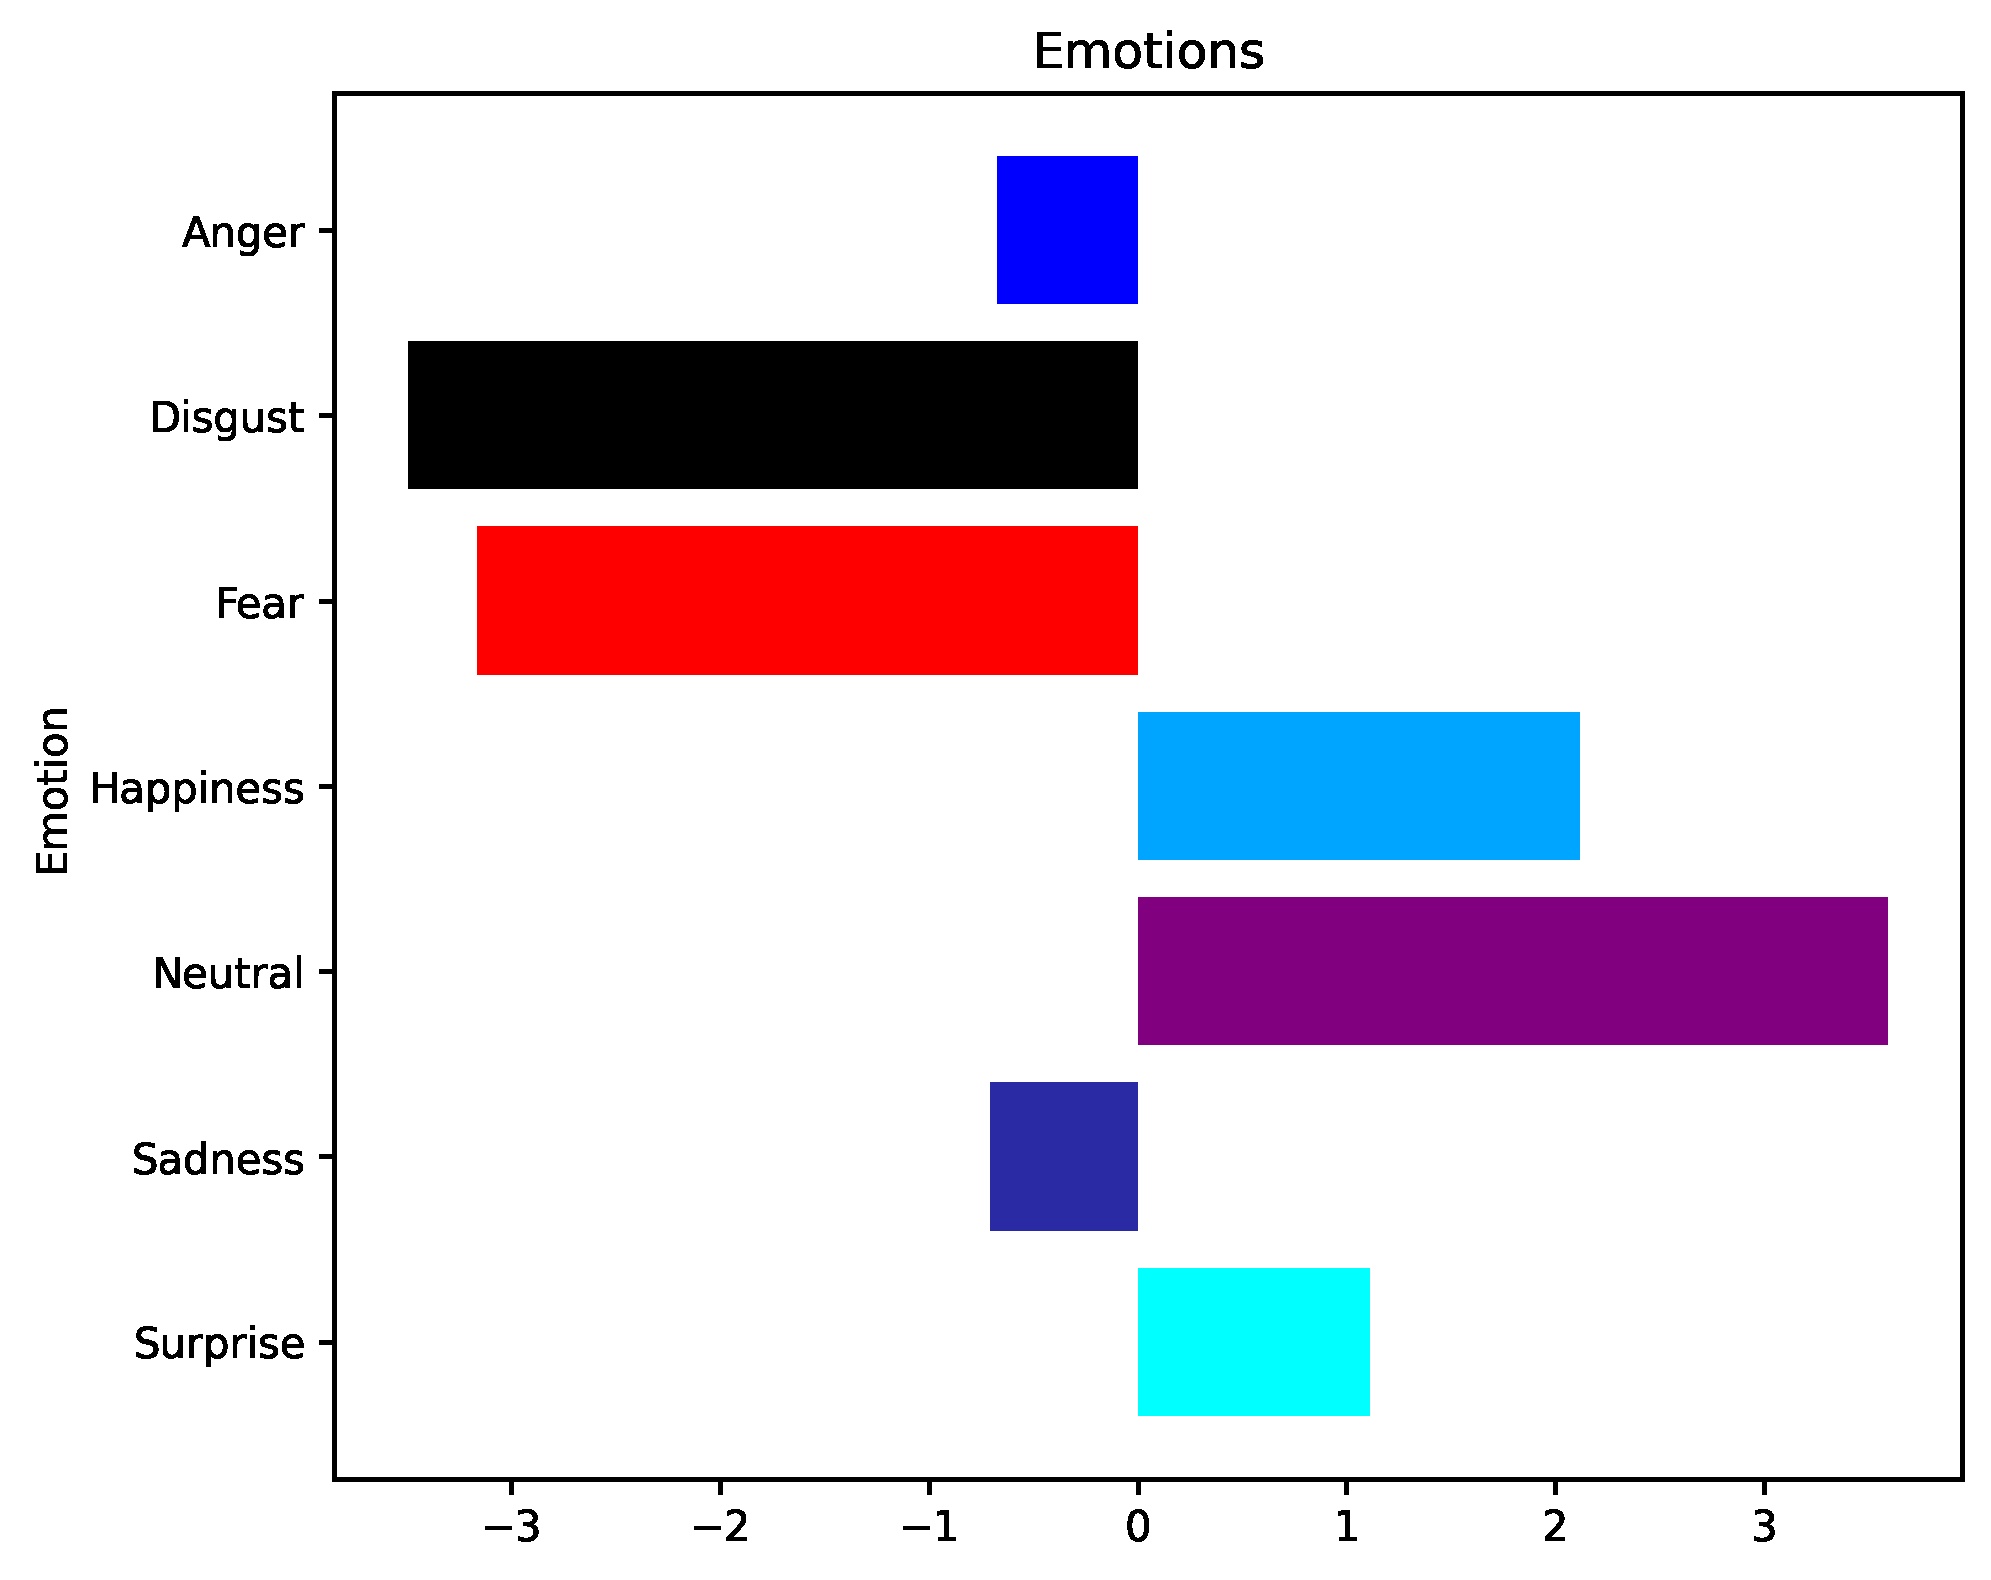 Emotions
Emotion
Anger
Disgust
Fear
Happiness
Neutral
Sadness
Surprise
−3 −2 −1 0 1 2 3